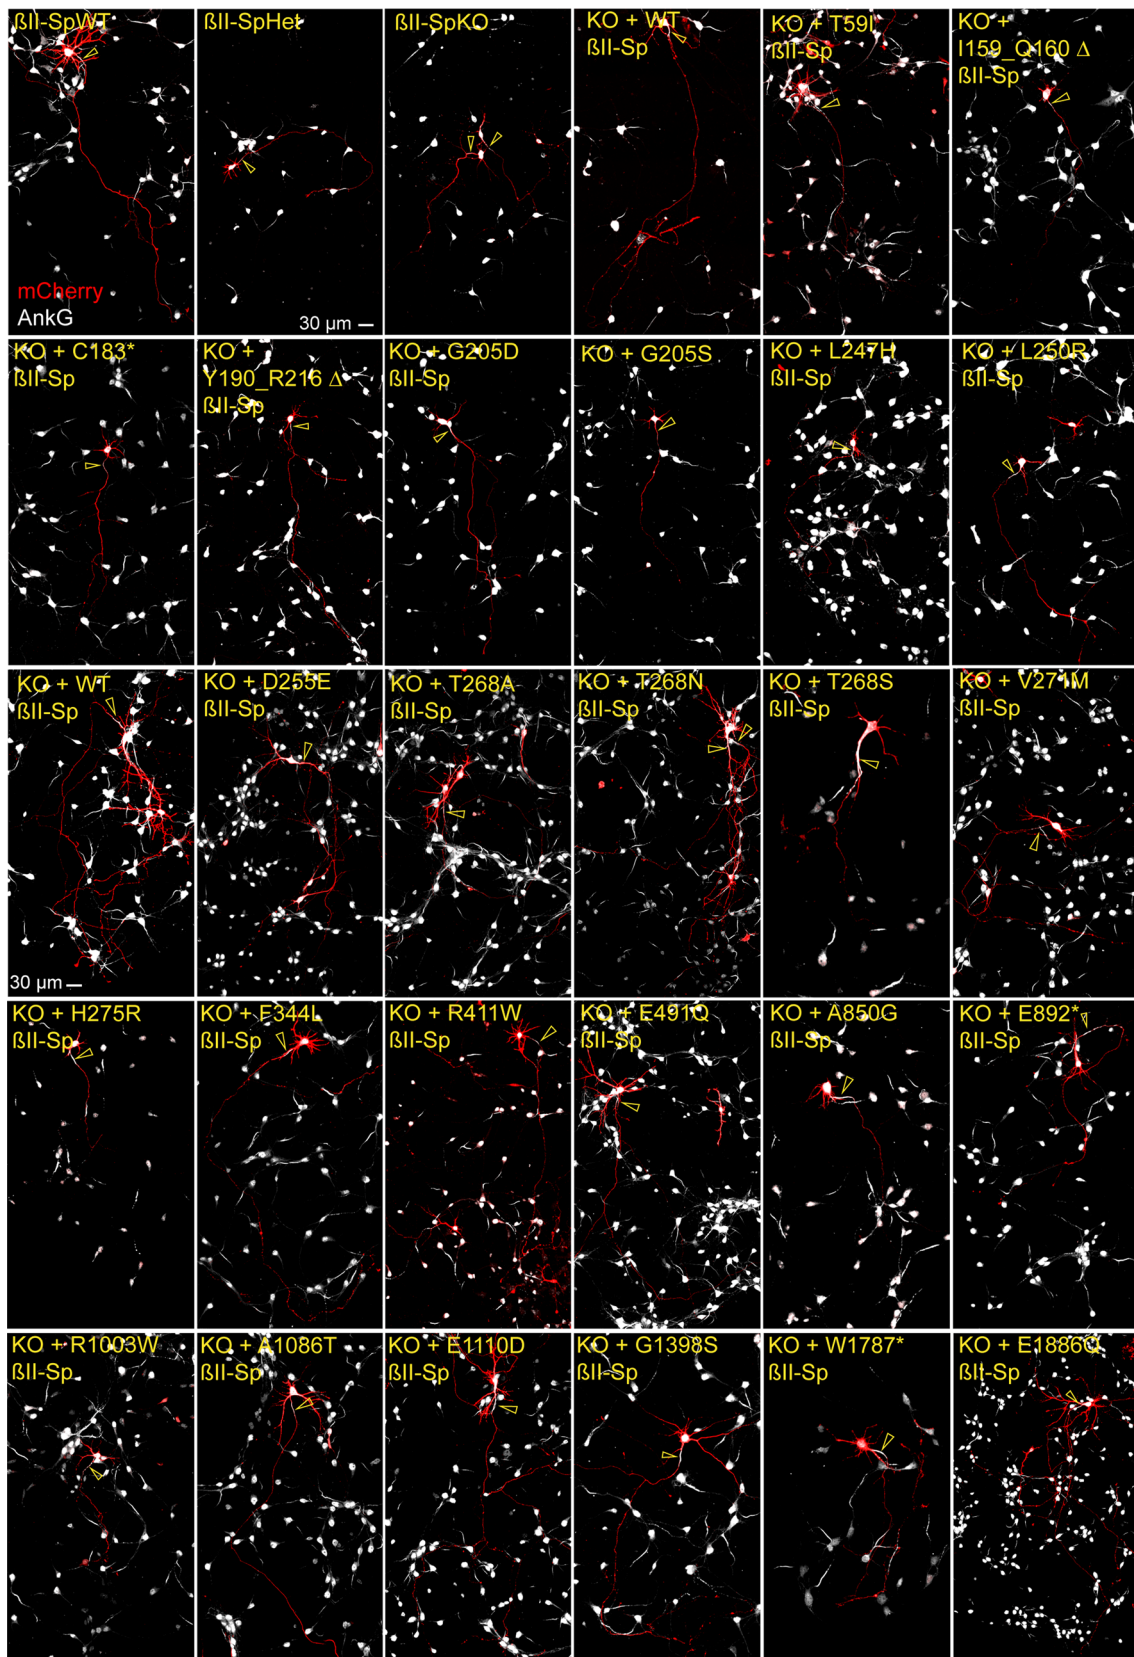 ßII-SpWT
ßII-SpHet
ßII-SpKO
KO + WT
ßII-Sp
KO + T59I
ßII-Sp
KO +
I159_Q160 Δ
ßII-Sp
mCherry
AnkG
30 µm
KO + C183*
ßII-Sp
KO +
Y190_R216 Δ
ßII-Sp
KO + G205D
ßII-Sp
KO + G205S
ßII-Sp
KO + L247H
ßII-Sp
KO + L250R
ßII-Sp
KO + WT
ßII-Sp
30 µm
KO + D255E
ßII-Sp
KO + T268A
ßII-Sp
KO + T268N
ßII-Sp
KO + T268S
ßII-Sp
KO + V271M
ßII-Sp
KO + H275R
ßII-Sp
KO + F344L
ßII-Sp
KO + R411W
ßII-Sp
KO + E491Q
ßII-Sp
KO + A850G
ßII-Sp
KO + E892*
ßII-Sp
KO + R1003W
ßII-Sp
KO + A1086T
ßII-Sp
KO + E1110D
ßII-Sp
KO + G1398S
ßII-Sp
KO + W1787*
ßII-Sp
KO + E1886Q
ßII-Sp